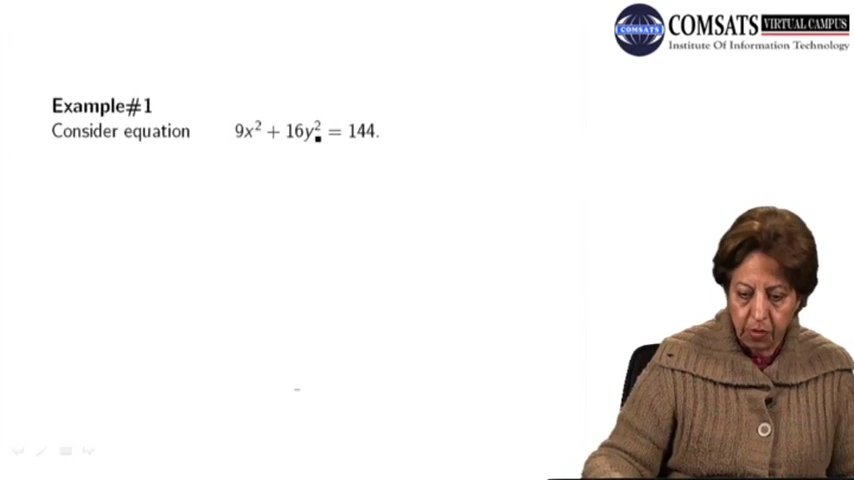 COMSATS VIRTUAL CAMPUS
Institute Of Information Technology
COMSATS
Example#1
Consider equation 9x² + 16y² = 144.